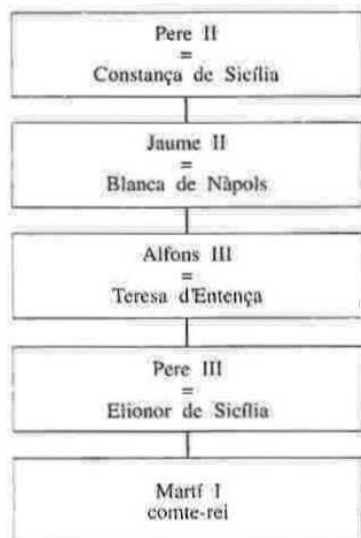 Pere II
=
Constança de Sicília
Jaume II
=
Blanca de Nàpols
Alfons III
=
Teresa d'Entença
Pere III
=
Elionor de Sicília
Martí I
comte-rei